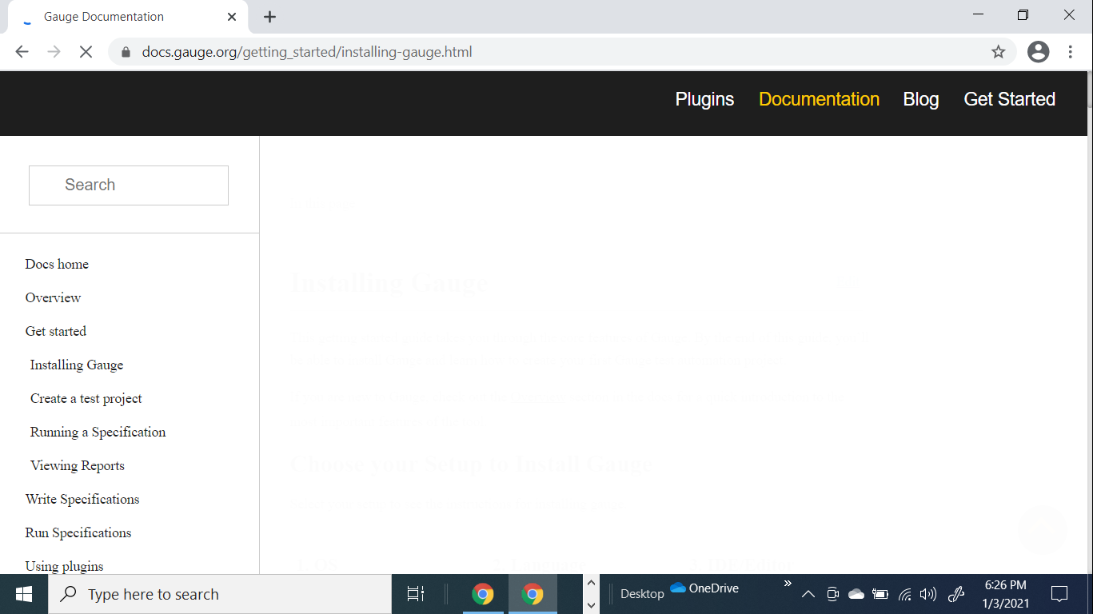 Gauge Documentation
docs.gauge.org/getting_started/installing-gauge.html
Plugins Documentation Blog Get Started
Search
Docs home
Overview
Get started
Installing Gauge
Create a test project
Running a Specification
Viewing Reports
Write Specifications
Run Specifications
Using plugins
Installing Gauge
Choose your Setup to Install Gauge
Type here to search
Desktop
OneDrive
6:26 PM
1/3/2021